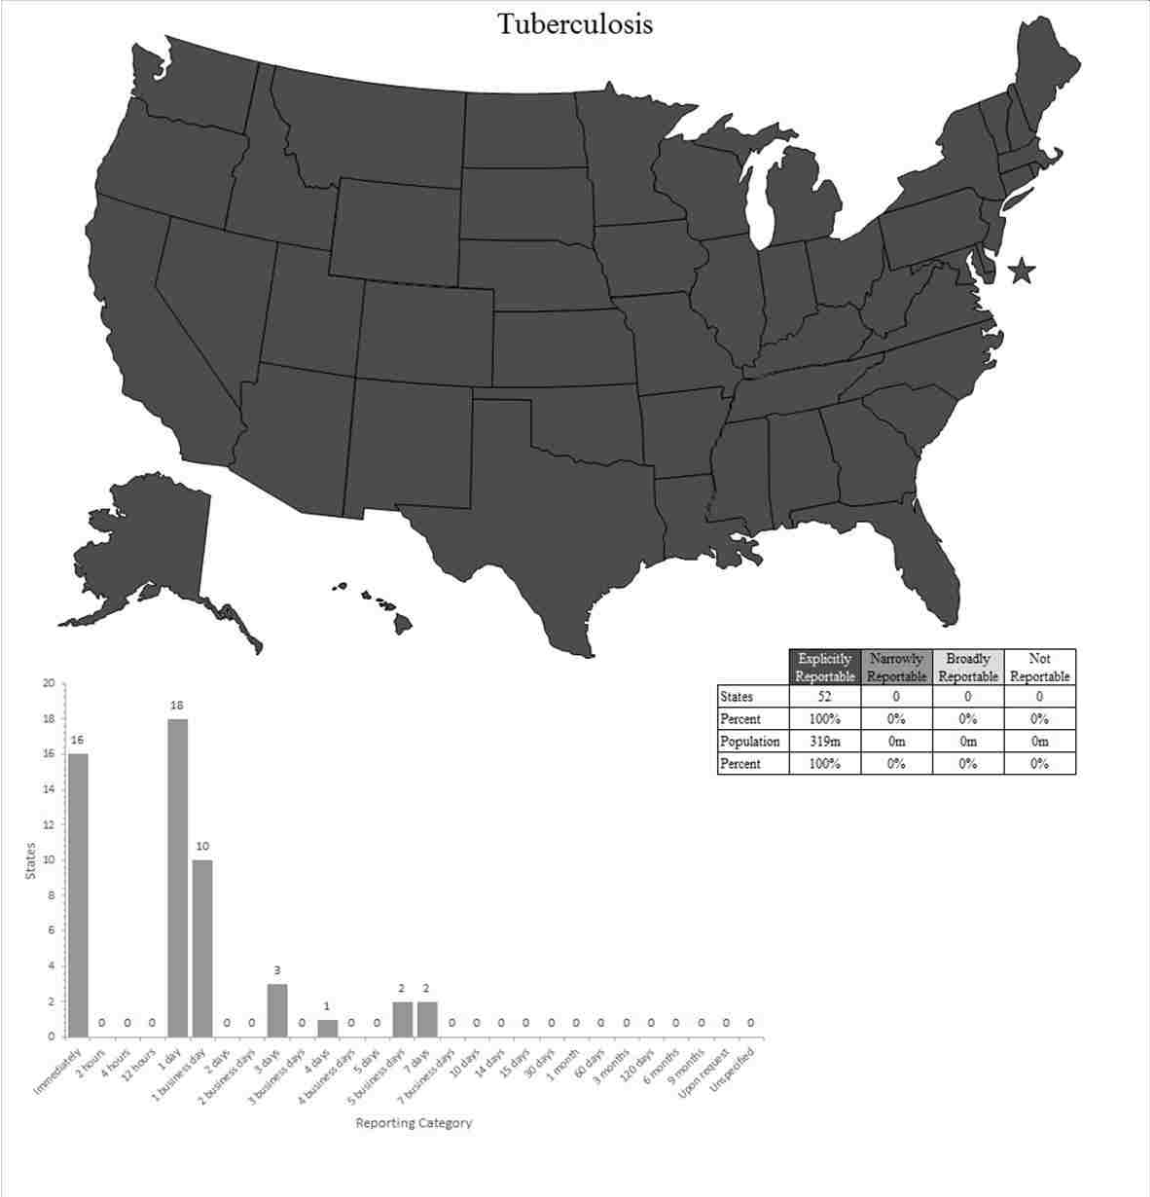 Tuberculosis
Explicitly Reportable Narrowly Reportable Broadly Reportable Not Reportable
States 52 0 0 0
Percent 100% 0% 0% 0%
Population 319m 0m 0m 0m
Percent 100% 0% 0% 0%
20
18
16
14
12
10
8
6
4
2
0
States
16 0 0 0 18 10 0 0 3 0 1 0 0 2 2 0 0 0 0 0 0 0 0 0 0 0 0 0
Immediately
2 hours
4 hours
12 hours
1 day
1 business day
2 days
2 business days
3 days
3 business days
4 days
4 business days
5 days
5 business days
7 days
7 business days
10 days
14 days
15 days
30 days
1 month
60 days
3 months
120 days
6 months
9 months
Upon request
Unspecified
Reporting Category